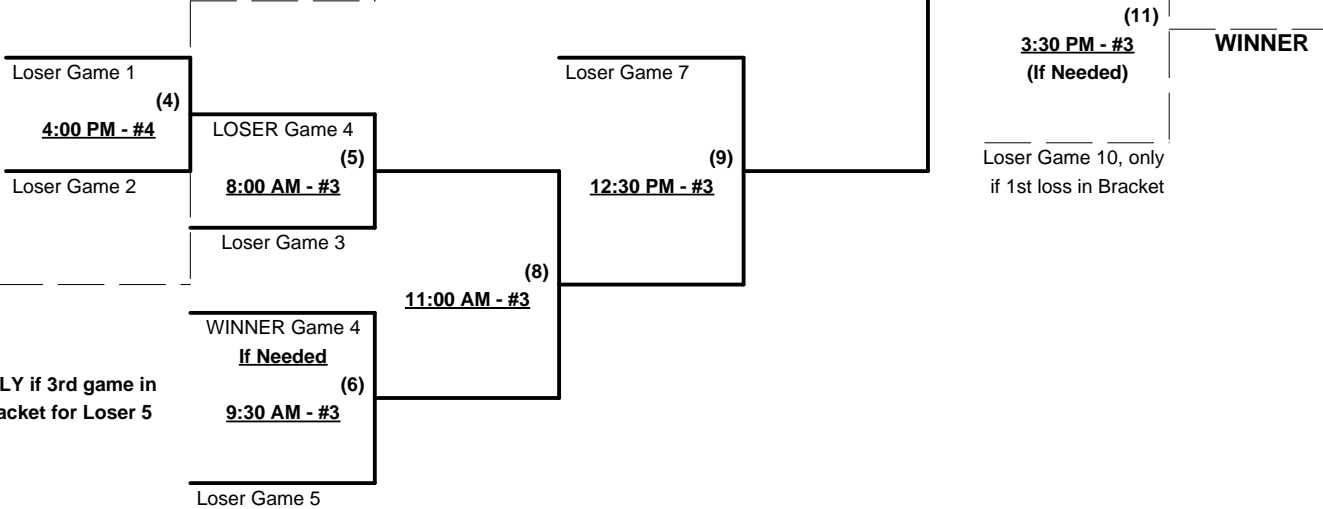 (11)
3:30 PM - #3
(If Needed)
WINNER
Loser Game 1
(4)
4:00 PM - #4
Loser Game 2
LOSER Game 4
(5)
8:00 AM - #3
Loser Game 3
Loser Game 7
(9)
12:30 PM - #3
Loser Game 10, only
if 1st loss in Bracket
(8)
11:00 AM - #3
WINNER Game 4
If Needed
(6)
9:30 AM - #3
LY if 3rd game in
acket for Loser 5
Loser Game 5